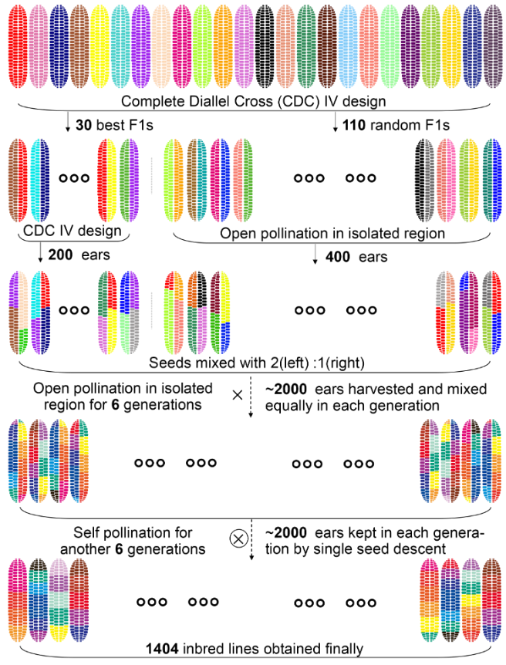 Complete Diallel Cross (CDC) IV design
30 best F1s
110 random F1s
CDC IV design
Open pollination in isolated region
200 ears
400 ears
Seeds mixed with 2(left) :1(right)
Open pollination in isolated
region for 6 generations
~2000 ears harvested and mixed
equally in each generation
Self pollination for
another 6 generations
~2000 ears kept in each genera-
tion by single seed descent
1404 inbred lines obtained finally